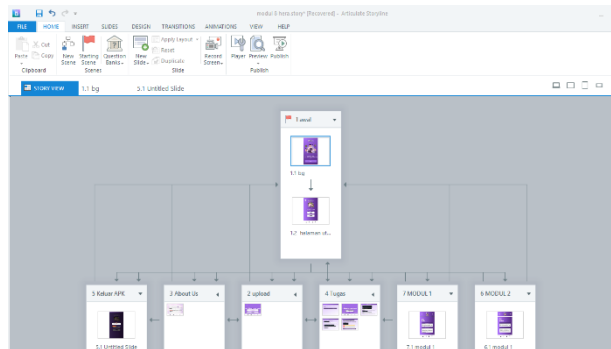 modul 8 hots.story* [Recovered] - Articulate Storyline
FILE HOME INSERT SLIDES DESIGN TRANSITIONS ANIMATIONS VIEW HELP
Paste Cut Copy
New Scene Starting Scene Question Banks
New Slide Apply Layout Reset Duplicate
Record Screen
Player Preview Publish
Clipboard Scenes Slide Publish
STORY VIEW 1.1 bg 5.1 Untitled Slide
1 awal
1.1 bg
1.2 halaman ut...
5 Keluar APK 3 About Us 2 upload 4 Tugas 7 MODUL 1 6 MODUL 2
5.1 Untitled Slide 7.1 modul 1 6.1 modul 2